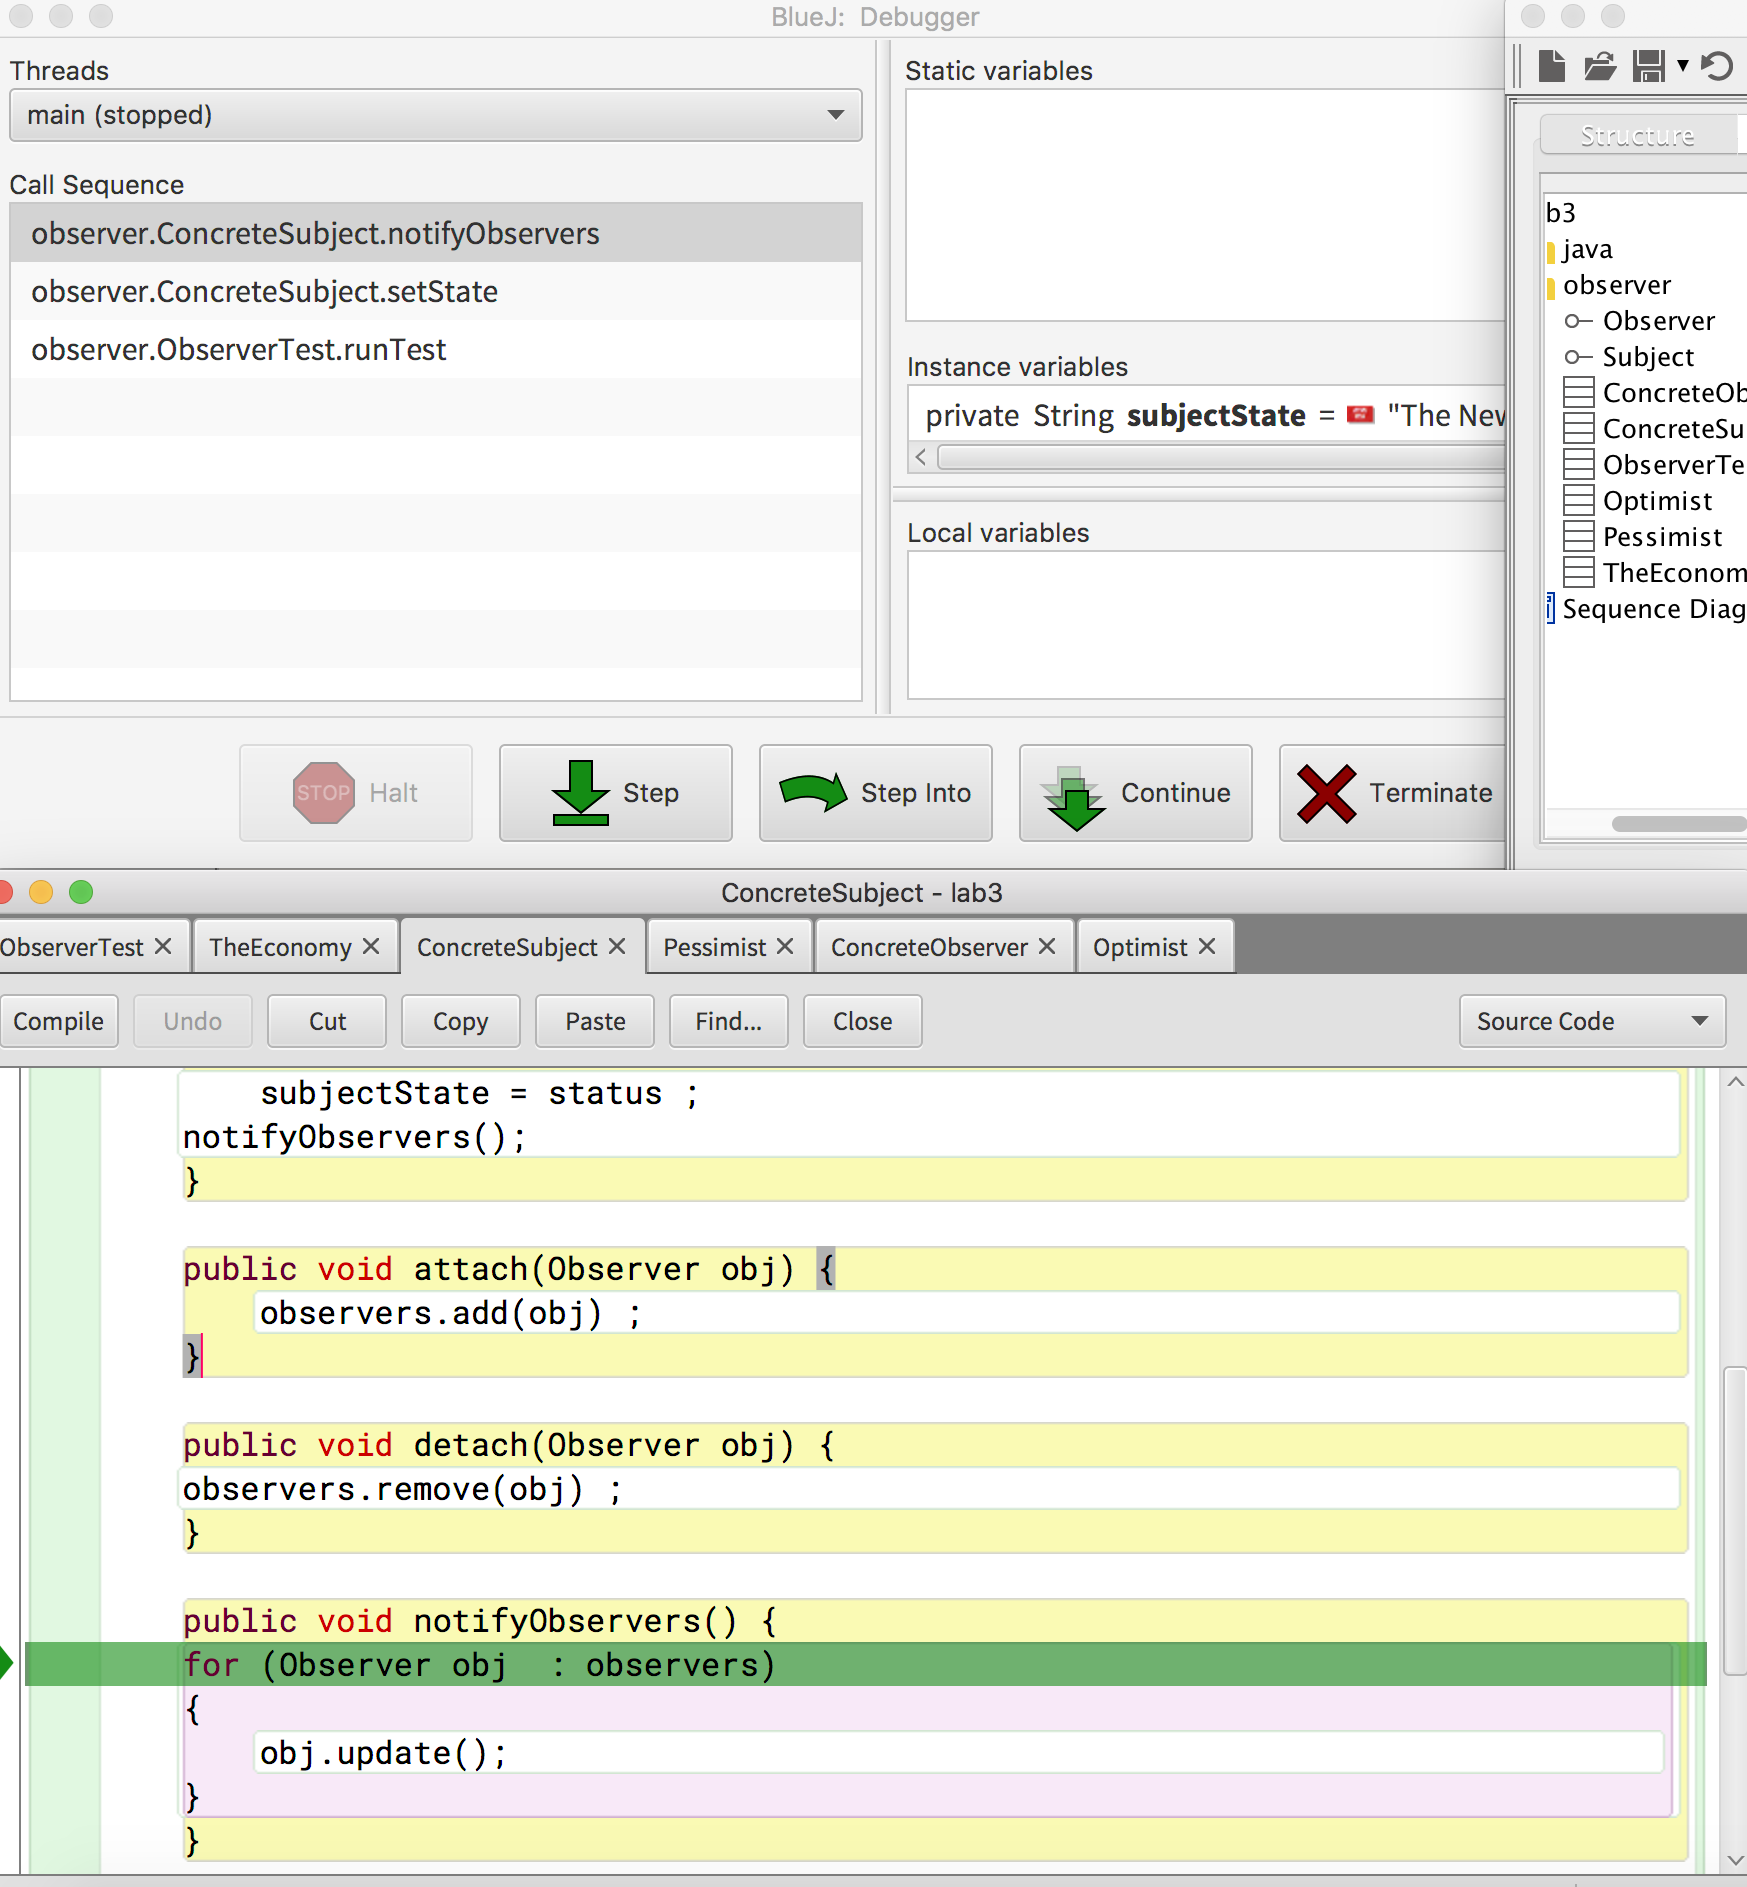 BlueJ: Debugger
Threads
main (stopped)
Call Sequence
observer.ConcreteSubject.notifyObservers
observer.ConcreteSubject.setState
observer.ObserverTest.runTest
Static variables
Instance variables
private String subjectState = "The New
Local variables
STOP Halt
Step
Step Into
Continue
Terminate
Structure
b3
java
observer
Observer
Subject
ConcreteOb
ConcreteSu
ObserverTe
Optimist
Pessimist
TheEconom
Sequence Diag
ConcreteSubject - lab3
ObserverTest TheEconomy ConcreteSubject Pessimist ConcreteObserver Optimist
Compile Undo Cut Copy Paste Find... Close Source Code
subjectState = status ;
notifyObservers();
}
public void attach(Observer obj) {
observers.add(obj) ;
}
public void detach(Observer obj) {
observers.remove(obj) ;
}
public void notifyObservers() {
for (Observer obj  : observers)
{
obj.update();
}
}